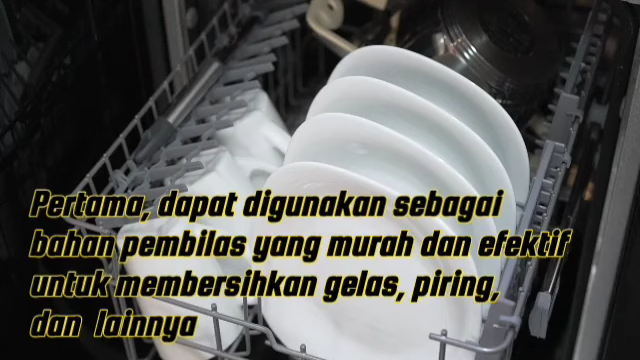 Pertama, dapat digunakan sebagai
bahan pembilas yang murah dan efektif
untuk membersihkan gelas, piring,
dan lainnya